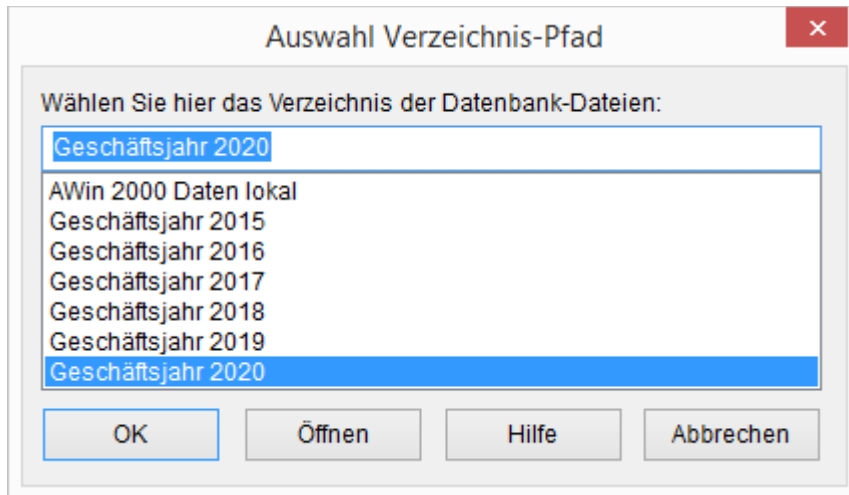 Auswahl Verzeichnis-Pfad
Wählen Sie hier das Verzeichnis der Datenbank-Dateien:
Geschäftsjahr 2020
AWin 2000 Daten lokal
Geschäftsjahr 2015
Geschäftsjahr 2016
Geschäftsjahr 2017
Geschäftsjahr 2018
Geschäftsjahr 2019
Geschäftsjahr 2020
OK Öffnen Hilfe Abbrechen